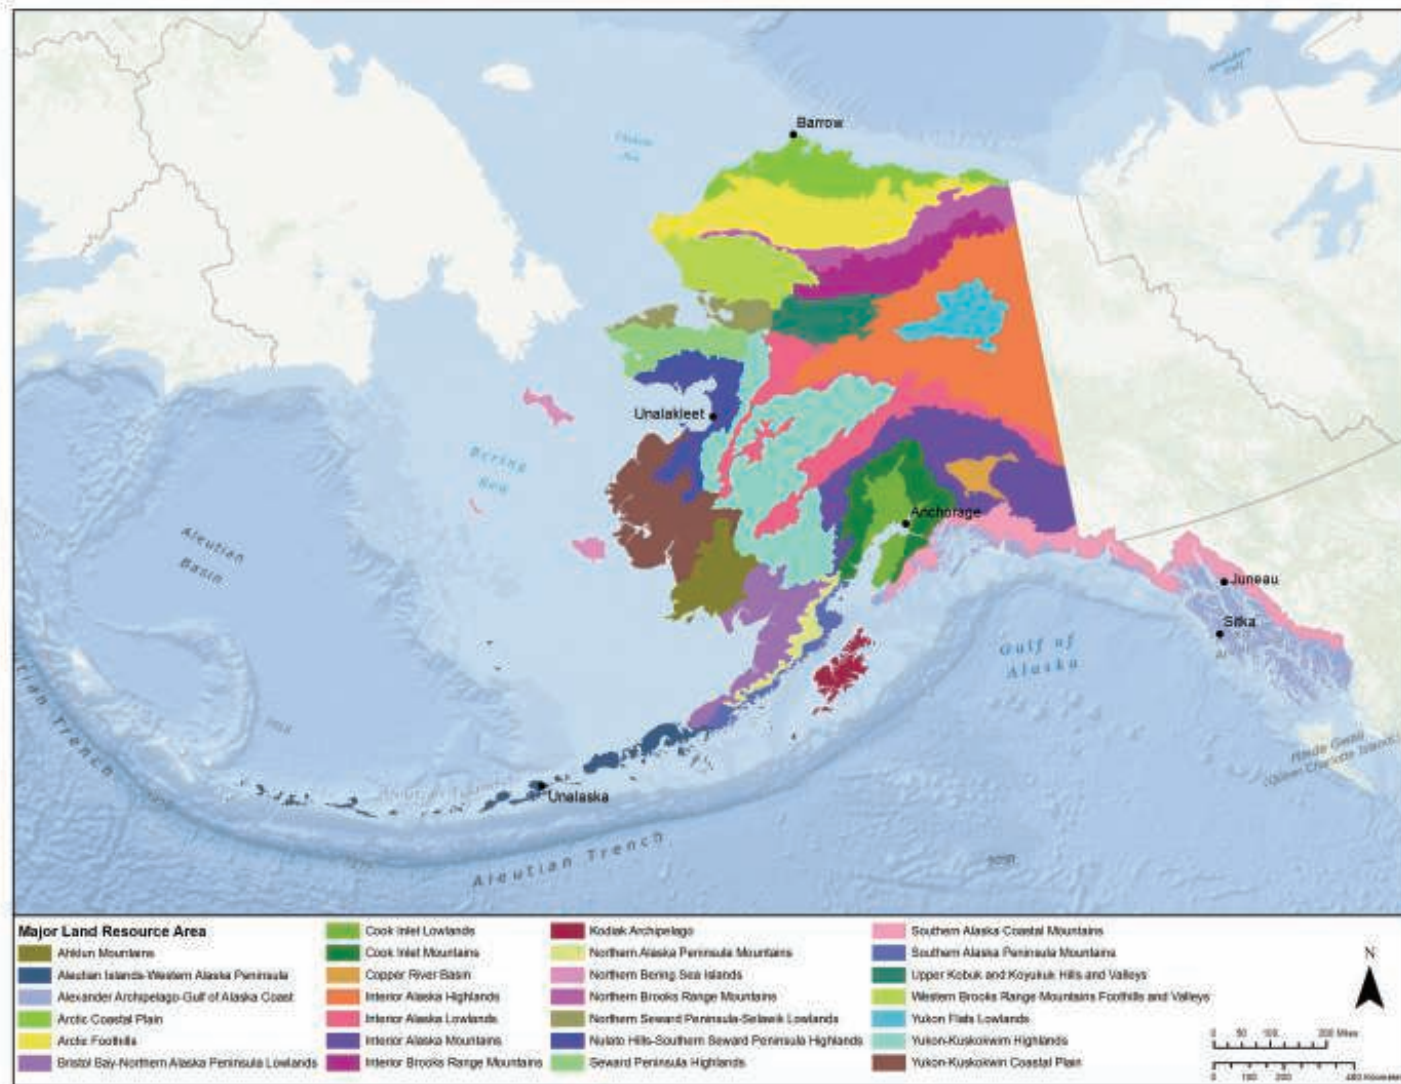 Barrow
Unalakleet
Bering
Sea
Anchorage
Aleutian
Basin
Juneau
Sitka
Gulf of
Alaska
Unalaska
Aleutian Trench
Major Land Resource Area
Ahklun Mountains
Aleutian Islands-Western Alaska Peninsula
Alexander Archipelago-Gulf of Alaska Coast
Arctic Coastal Plain
Arctic Foothills
Bristol Bay-Northern Alaska Peninsula Lowlands
Cook Inlet Lowlands
Cook Inlet Mountains
Copper River Basin
Interior Alaska Highlands
Interior Alaska Lowlands
Interior Alaska Mountains
Interior Brooks Range Mountains
Kodiak Archipelago
Northern Alaska Peninsula Mountains
Northern Bering Sea Islands
Northern Brooks Range Mountains
Northern Seward Peninsula-Selawik Lowlands
Nulato Hills-Southern Seward Peninsula Highlands
Seward Peninsula Highlands
Southern Alaska Coastal Mountains
Southern Alaska Peninsula Mountains
Upper Kobuk and Koyukuk Hills and Valleys
Western Brooks Range Mountains Foothills and Valleys
Yukon Flats Lowlands
Yukon-Kuskokwim Highlands
Yukon-Kuskokwim Coastal Plain
N
0 50 100 200 Miles
0 100 200 400 Kilometers